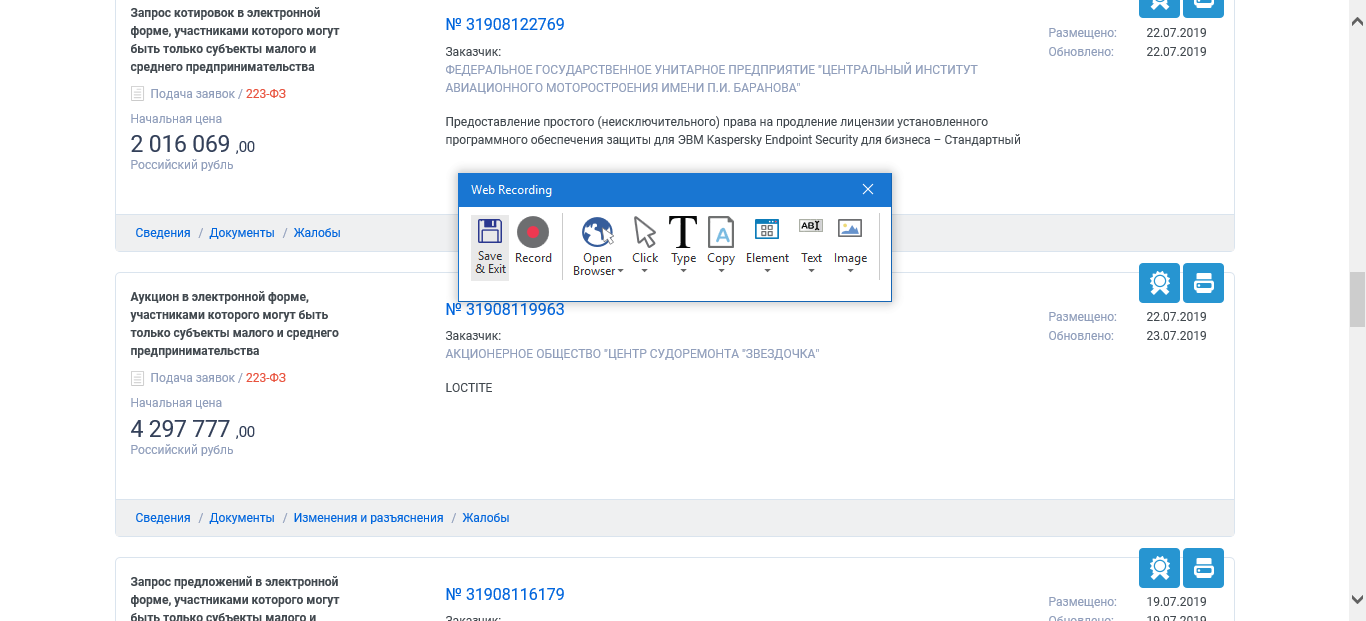 Запрос котировок в электронной
форме, участниками которого могут
быть только субъекты малого и
среднего предпринимательства
Подача заявок / 223-ФЗ
Начальная цена
2 016 069 ,00
Российский рубль
№ 31908122769
Заказчик:
ФЕДЕРАЛЬНОЕ ГОСУДАРСТВЕННОЕ УНИТАРНОЕ ПРЕДПРИЯТИЕ "ЦЕНТРАЛЬНЫЙ ИНСТИТУТ
АВИАЦИОННОГО МОТОРОСТРОЕНИЯ ИМЕНИ П.И. БАРАНОВА"
Предоставление простого (неисключительного) права на продление лицензии установленного
программного обеспечения защиты для ЭВМ Kaspersky Endpoint Security для бизнеса – Стандартный
Размещено: 22.07.2019
Обновлено: 22.07.2019
Сведения / Документы / Жалобы
Web Recording
Save
& Exit
Record
Open
Browser
Click
Type
Copy
Element
Text
Image
Аукцион в электронной форме,
участниками которого могут быть
только субъекты малого и среднего
предпринимательства
Подача заявок / 223-ФЗ
Начальная цена
4 297 777 ,00
Российский рубль
№ 31908119963
Заказчик:
АКЦИОНЕРНОЕ ОБЩЕСТВО "ЦЕНТР СУДОРЕМОНТА "ЗВЕЗДОЧКА"
LOCTITE
Размещено: 22.07.2019
Обновлено: 23.07.2019
Сведения / Документы / Изменения и разъяснения / Жалобы
Запрос предложений в электронной
форме, участниками которого могут
быть только субъекты малого и
№ 31908116179
Заказчик:
Размещено: 19.07.2019
Обновлено: 19.07.2019